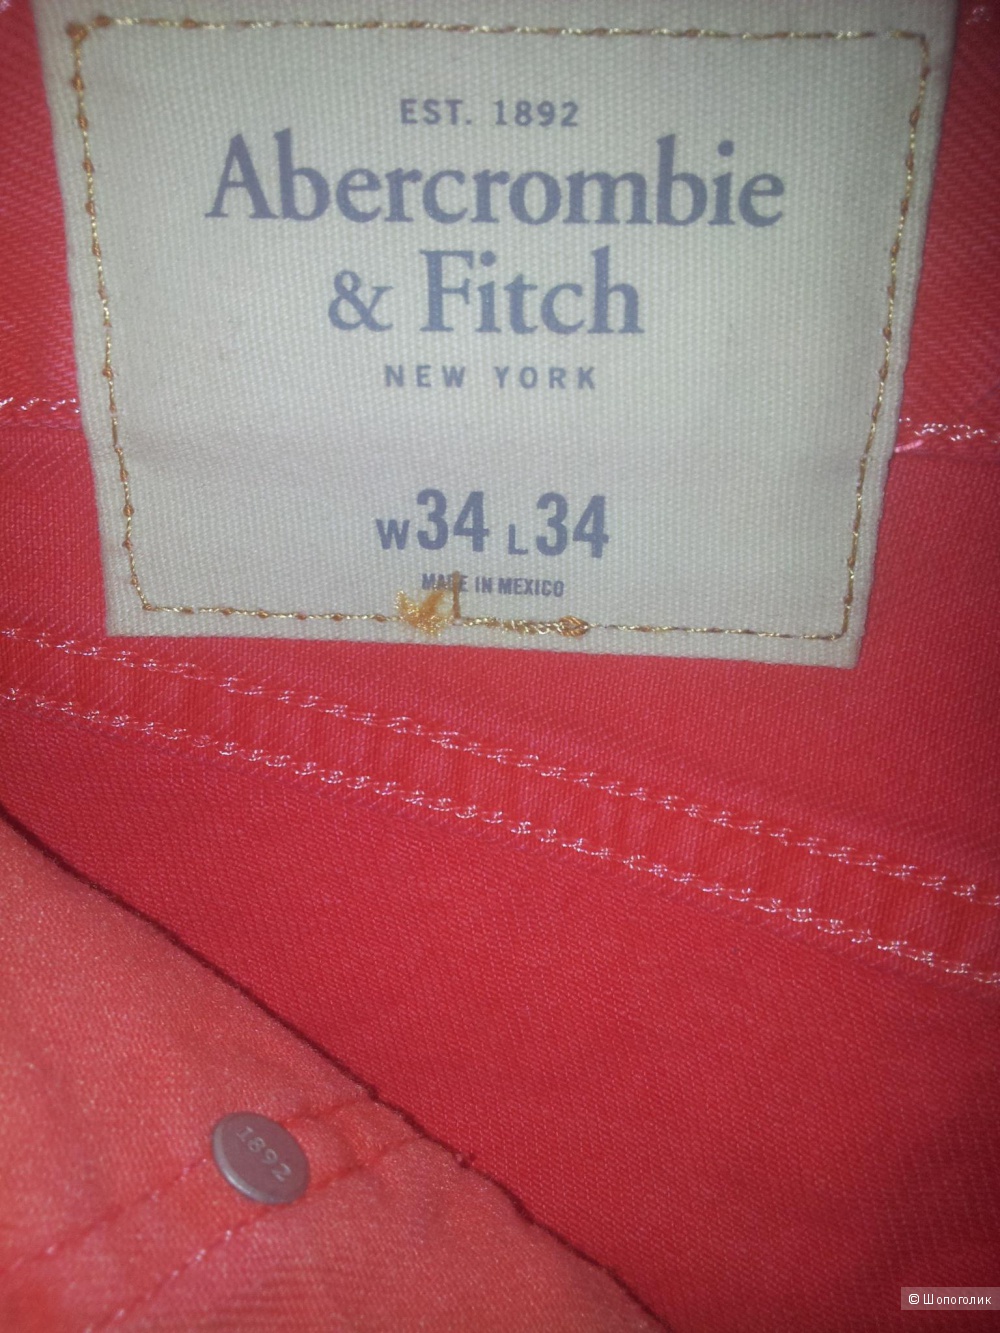 EST. 1892
Abercrombie
& Fitch
NEW YORK
W34 L34
MADE IN MEXICO
1892
© Шопоголик